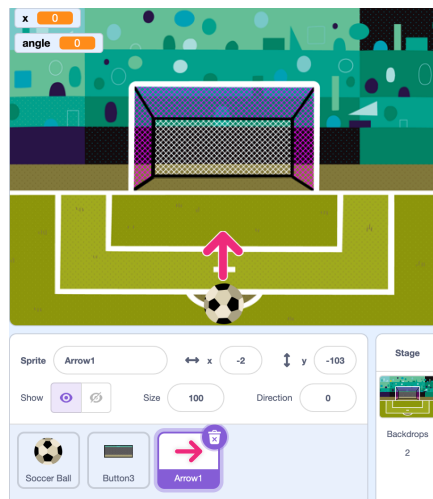 x 0
angle 0
Sprite Arrow1 x -2 y -103
Show Size 100 Direction 0
Stage
Backdrops
2
Soccer Ball Button3 Arrow1